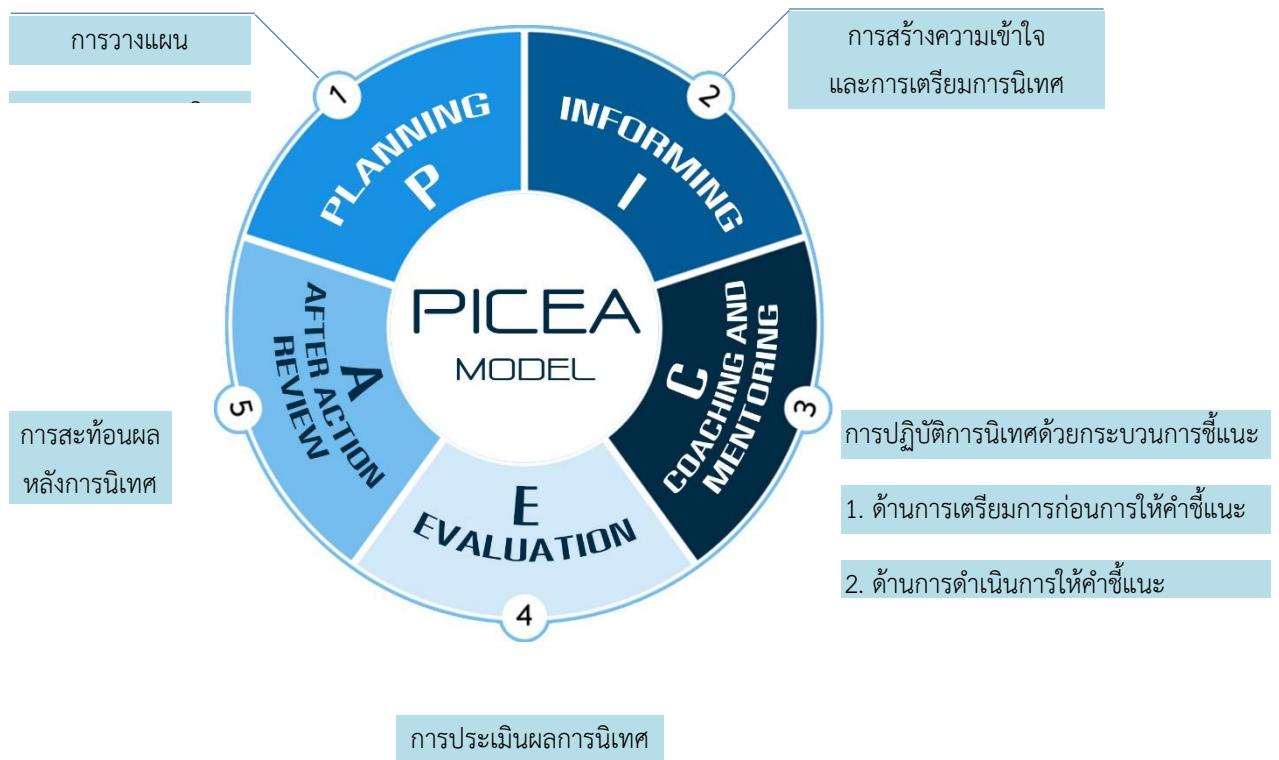 การวางแผน
1
PLANNING
P
การสร้างความเข้าใจ
และการเตรียมการนิเทศ
2
INFORMING
I
PICEA
MODEL
3
C
COACHING AND
MENTORING
การปฏิบัติการนิเทศด้วยกระบวนการชี้แนะ
1. ด้านการเตรียมการก่อนการให้คำชี้แนะ
2. ด้านการดำเนินการให้คำชี้แนะ
E
EVALUATION
4
การประเมินผลการนิเทศ
5
A
AFTER ACTION
REVIEW
การสะท้อนผล
หลังการนิเทศ